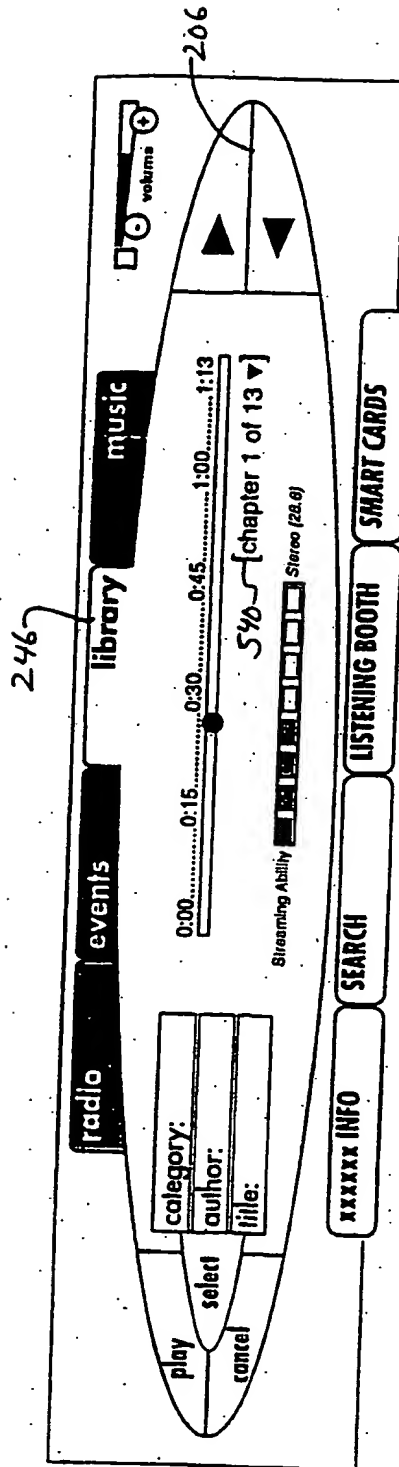 246
206
radio
events
library
music
volume
- +
play
select
cancel
category:
author:
title:
0:00 0:15 0:30 0:45 1:00 1:13
540
[chapter 1 of 13 ▼]
Streaming Ability
Stereo (28.8)
xxxxxx INFO
SEARCH
LISTENING BOOTH
SMART CARDS